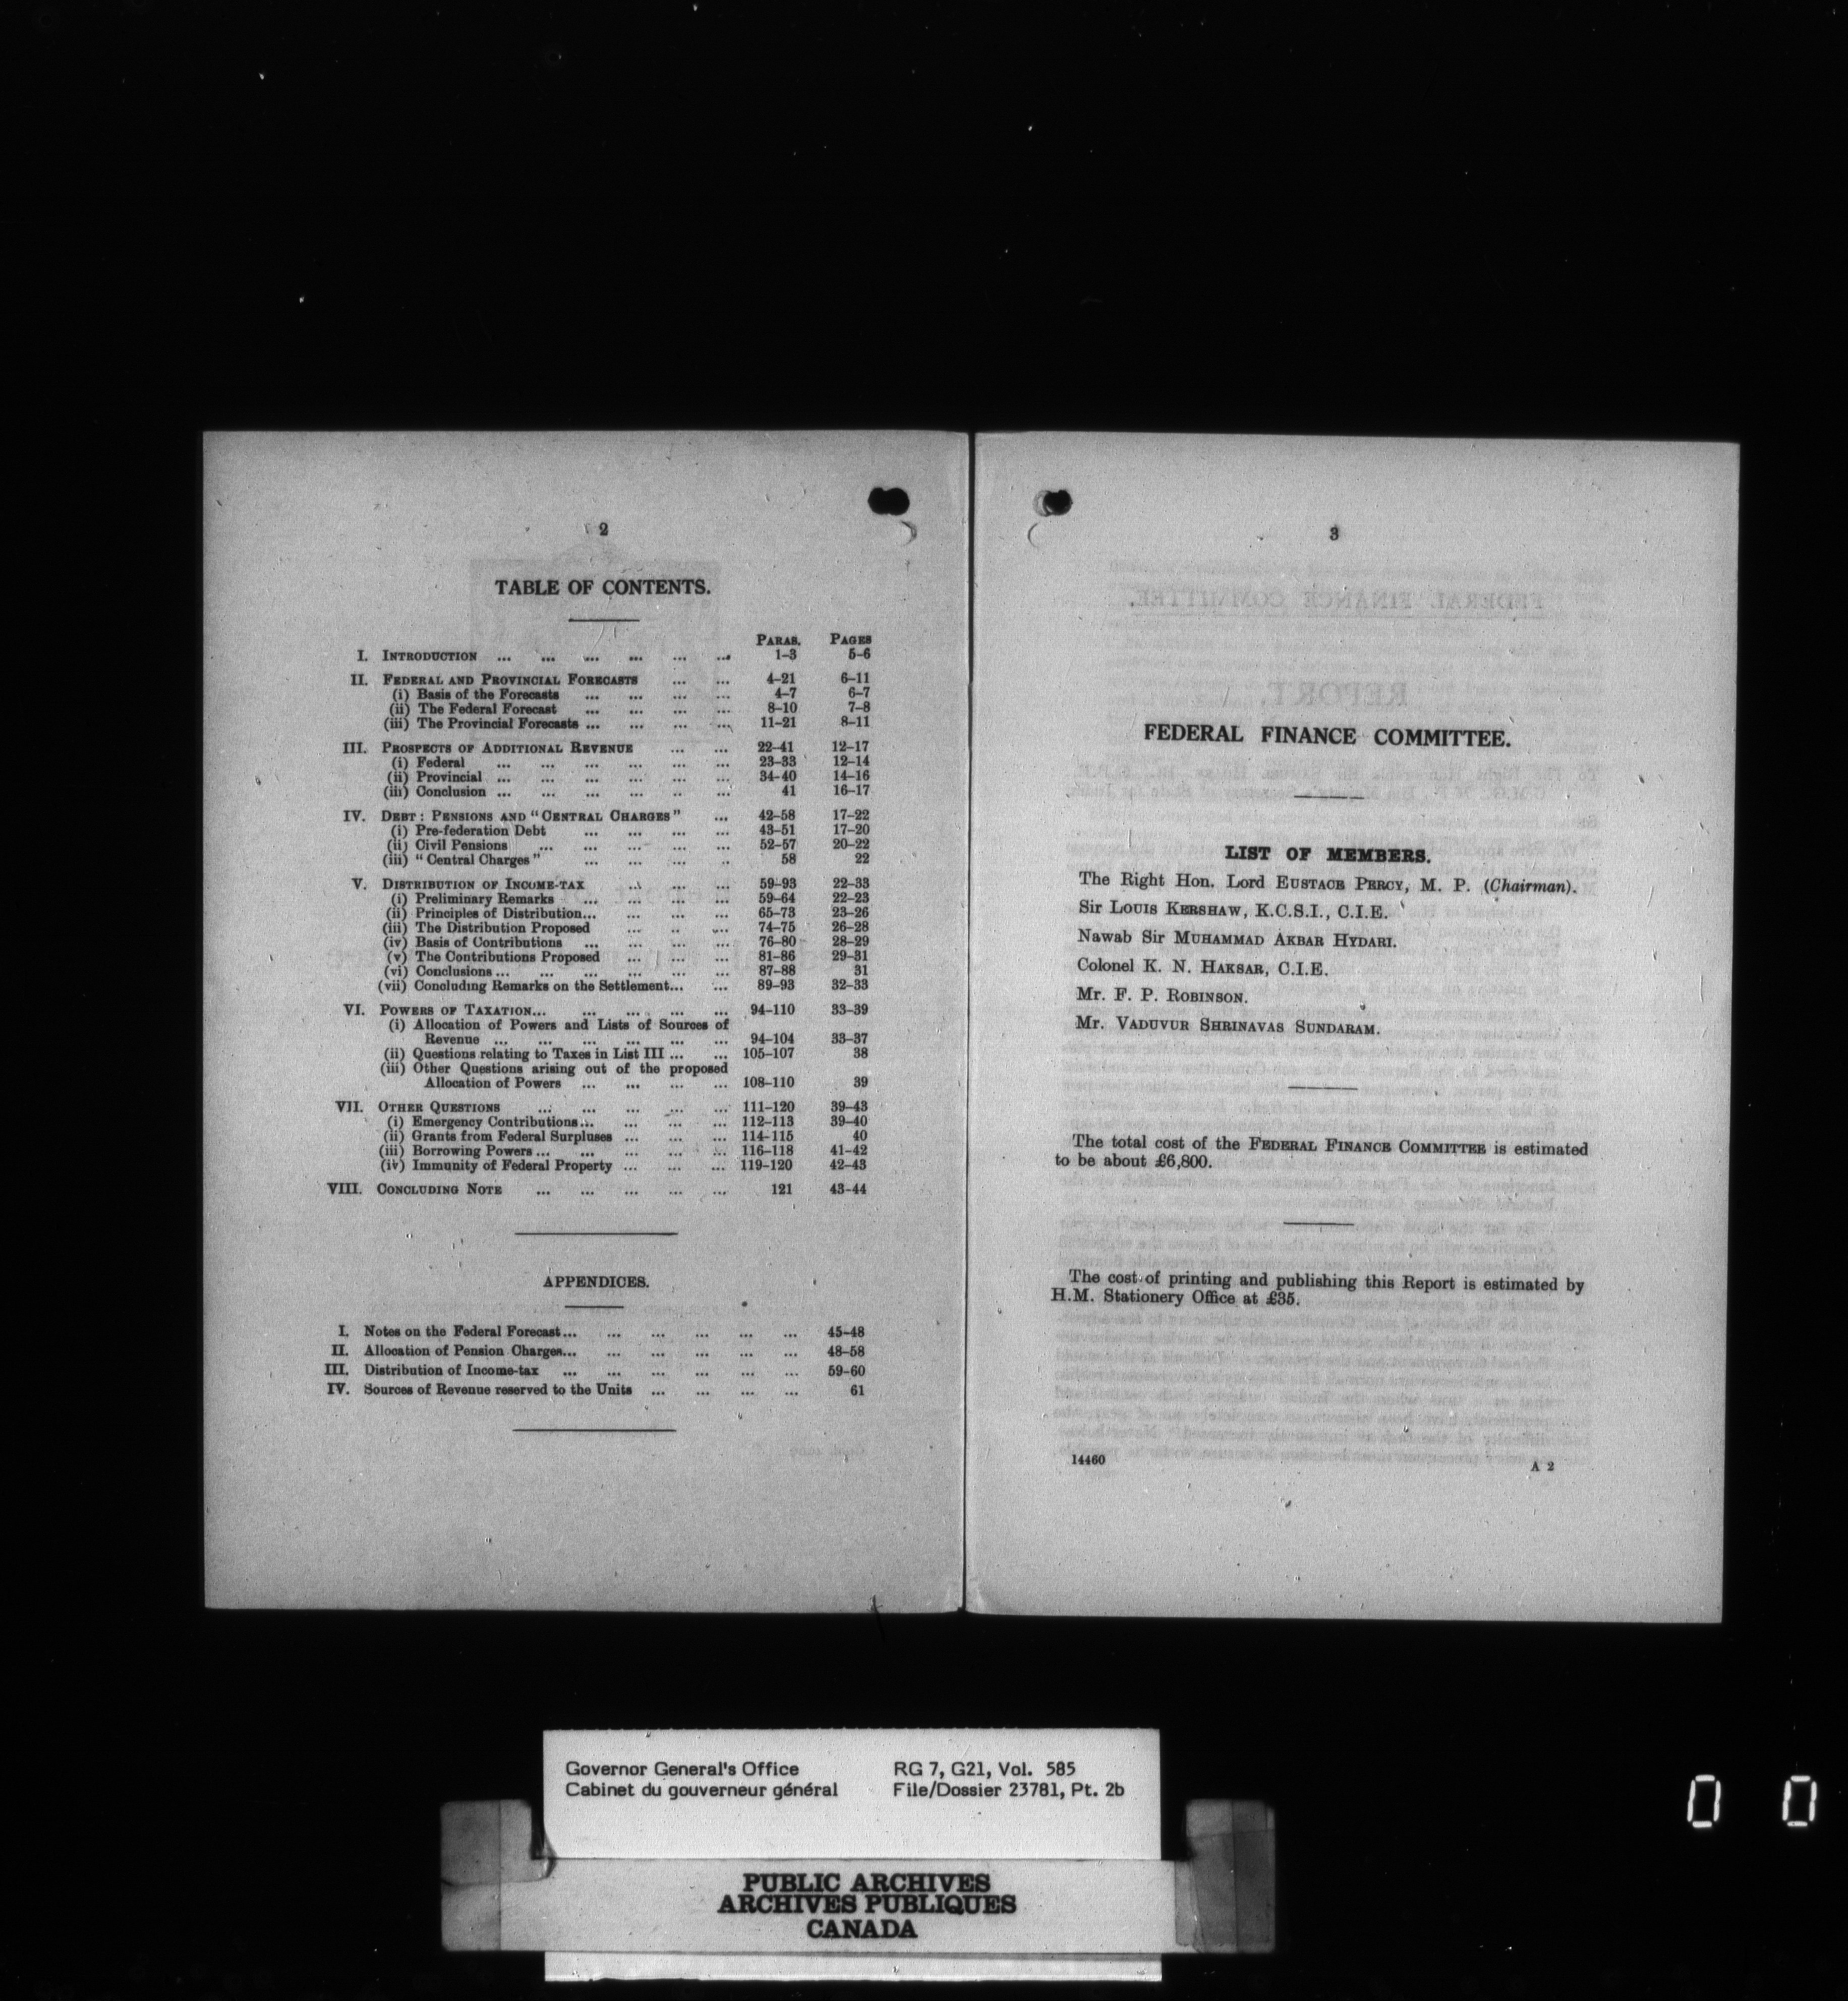 2
TABLE OF CONTENTS.
PARAS. PAGES
I. INTRODUCTION ... ... ... ... ... ... 1–3 5–6
II. FEDERAL AND PROVINCIAL FORECASTS ... ... 4–21 6–11
(i) Basis of the Forecasts ... ... ... ... 4–7 6–7
(ii) The Federal Forecast ... ... ... ... 8–10 7–8
(iii) The Provincial Forecasts ... ... ... ... 11–21 8–11
III. PROSPECTS OF ADDITIONAL REVENUE ... ... 22–41 12–17
(i) Federal ... ... ... ... ... ... 23–33 12–14
(ii) Provincial ... ... ... ... ... ... 34–40 14–16
(iii) Conclusion ... ... ... ... .. ... 41 16–17
IV. DEBT: PENSIONS AND "CENTRAL CHARGES" ... 42–58 17–22
(i) Pre-federation Debt ... ... ... ... 43–51 17–20
(ii) Civil Pensions ... ... ... ... ... 52–57 20–22
(iii) "Central Charges" ... ... ... .. 58 22
V. DISTRIBUTION OF INCOME-TAX ... ... ... 59–93 22–33
(i) Preliminary Remarks ... ... ... ... 59–64 22–23
(ii) Principles of Distribution... ... ... ... 65–73 23–26
(iii) The Distribution Proposed ... .. ... 74–75 26–28
(iv) Basis of Contributions ... ... ... ... 76–80 28–29
(v) The Contributions Proposed ... ... ... 81–86 29–31
(vi) Conclusions ... ... ... ... ... ... 87–88 31
(vii) Concluding Remarks on the Settlement... ... 89–93 32–33
VI. POWERS OF TAXATION... ... ... ... ... 94–110 33–39
(i) Allocation of Powers and Lists of Sources of
Revenue ... ... ... ... ... ... 94–104 33–37
(ii) Questions relating to Taxes in List III ... ... 105–107 38
(iii) Other Questions arising out of the proposed
Allocation of Powers ... ... ... ... 108–110 39
VII. OTHER QUESTIONS ... ... ... ... ... 111–120 39–43
(i) Emergency Contributions... ... ... ... 112–113 39–40
(ii) Grants from Federal Surpluses ... ... ... 114–115 40
(iii) Borrowing Powers ... ... ... ... ... 116–118 41–42
(iv) Immunity of Federal Property ... ... ... 119–120 42–43
VIII. CONCLUDING NOTE ... ... ... ... ... 121 43–44
APPENDICES.
I. Notes on the Federal Forecast... ... ... ... ... ... 45–48
II. Allocation of Pension Charges... ... ... ... ... ... 48–58
III. Distribution of Income-tax ... ... ... ... ... ... 59–60
IV. Sources of Revenue reserved to the Units ... ... ... ... 61
3
FEDERAL FINANCE COMMITTEE.
LIST OF MEMBERS.
The Right Hon. Lord EUSTACE PERCY, M. P. (Chairman).
Sir LOUIS KERSHAW, K.C.S.I., C.I.E.
Nawab Sir MUHAMMAD AKBAR HYDARI.
Colonel K. N. HAKSAR, C.I.E.
Mr. F. P. ROBINSON.
Mr. VADUVUR SHRINAVAS SUNDARAM.
The total cost of the FEDERAL FINANCE COMMITTEE is estimated
to be about £6,800.
The cost of printing and publishing this Report is estimated by
H.M. Stationery Office at £35.
14460 A 2
Governor General's Office RG 7, G21, Vol. 585
Cabinet du gouverneur général File/Dossier 23781, Pt. 2b
PUBLIC ARCHIVES
ARCHIVES PUBLIQUES
CANADA
0 0